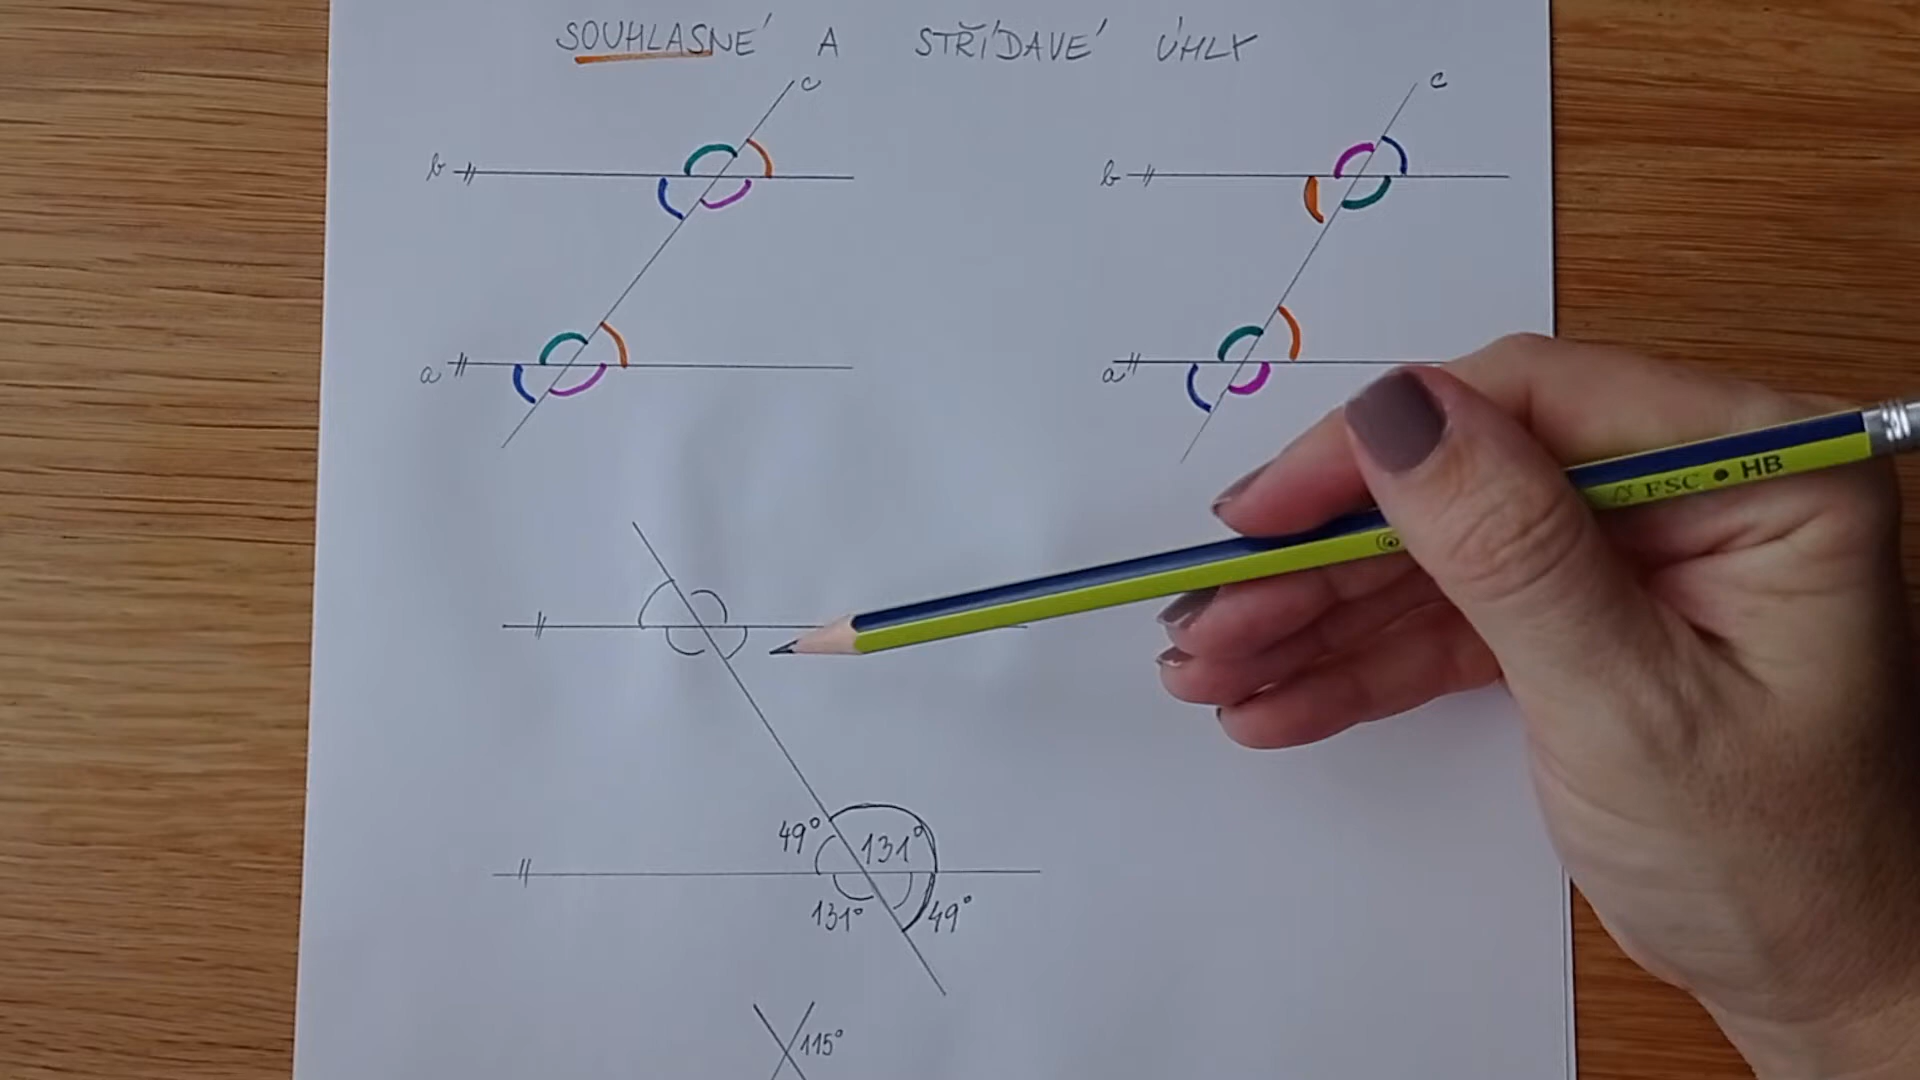 SOUHLASNÉ A STŘÍDAVÉ ÚHLY
c
c
b
b
a
a
FSC HB
49°
131°
131°
49°
115°